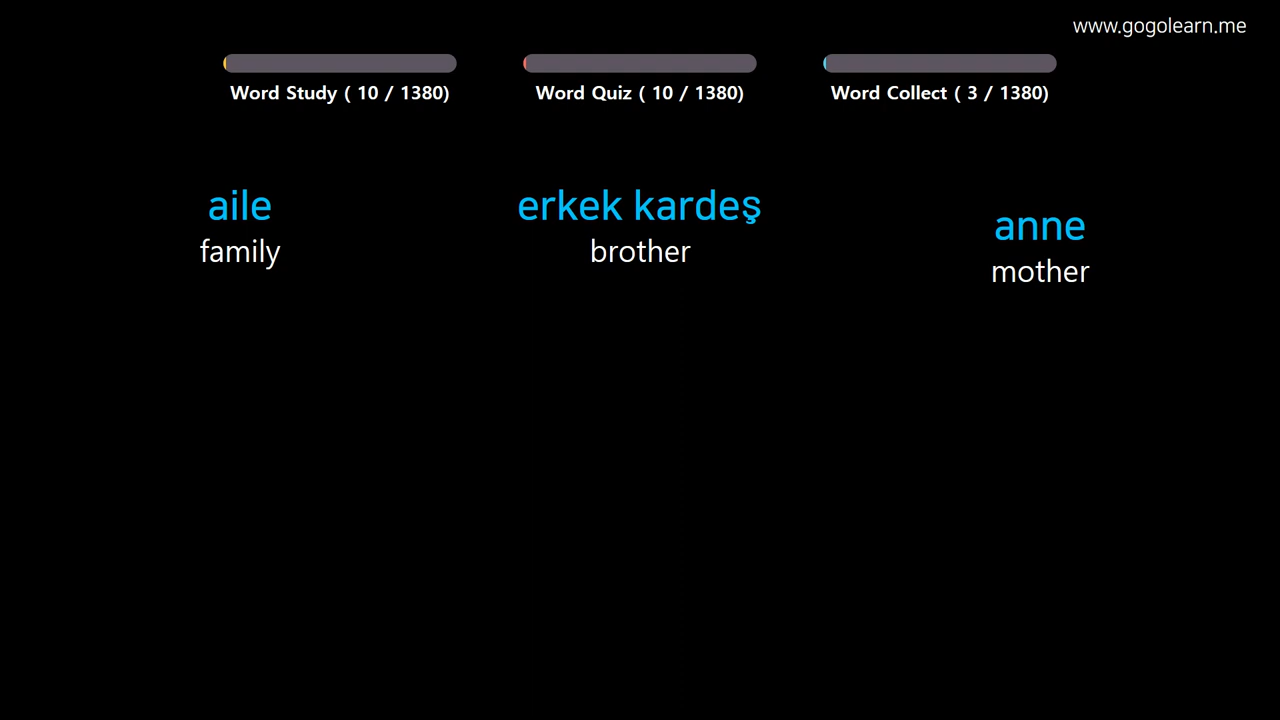 www.gogolearn.me
Word Study ( 10 / 1380)
Word Quiz ( 10 / 1380)
Word Collect ( 3 / 1380)
aile
family
erkek kardeş
brother
anne
mother